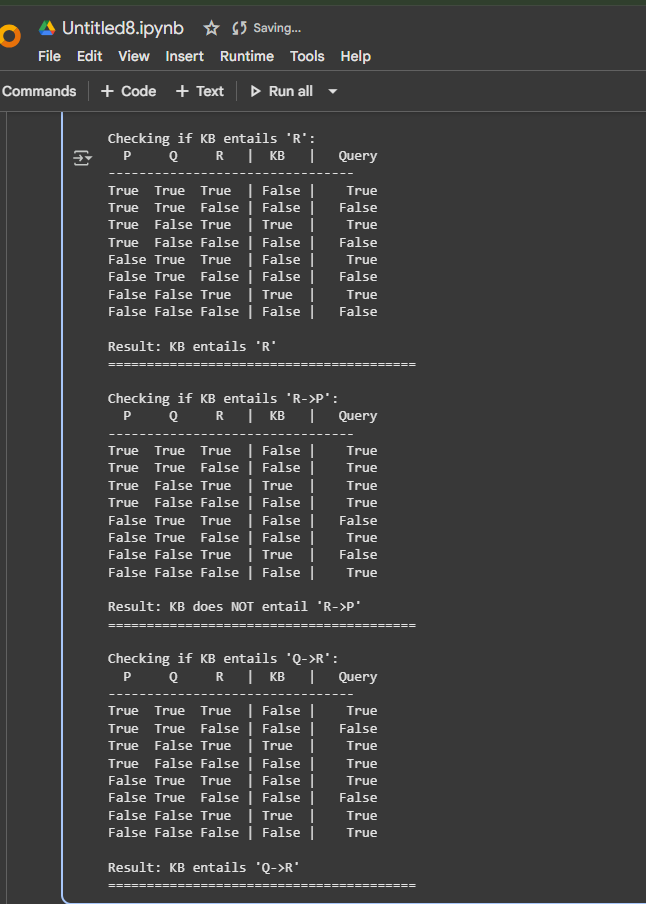 Untitled8.ipynb Saving...
File Edit View Insert Runtime Tools Help
Commands + Code + Text Run all
Checking if KB entails 'R':
  P    Q     R   |  KB   |   Query
--------------------------------
True  True  True  | False |    True
True  True  False | False |   False
True  False True  | True  |    True
True  False False | False |   False
False True  True  | False |    True
False True  False | False |   False
False False True  | True  |    True
False False False | False |   False
Result: KB entails 'R'
========================================
Checking if KB entails 'R->P':
  P    Q     R   |  KB   |   Query
--------------------------------
True  True  True  | False |    True
True  True  False | False |    True
True  False True  | True  |    True
True  False False | False |    True
False True  True  | False |   False
False True  False | False |    True
False False True  | True  |   False
False False False | False |    True
Result: KB does NOT entail 'R->P'
========================================
Checking if KB entails 'Q->R':
  P    Q     R   |  KB   |   Query
--------------------------------
True  True  True  | False |    True
True  True  False | False |   False
True  False True  | True  |    True
True  False False | False |    True
False True  True  | False |    True
False True  False | False |   False
False False True  | True  |    True
False False False | False |    True
Result: KB entails 'Q->R'
========================================